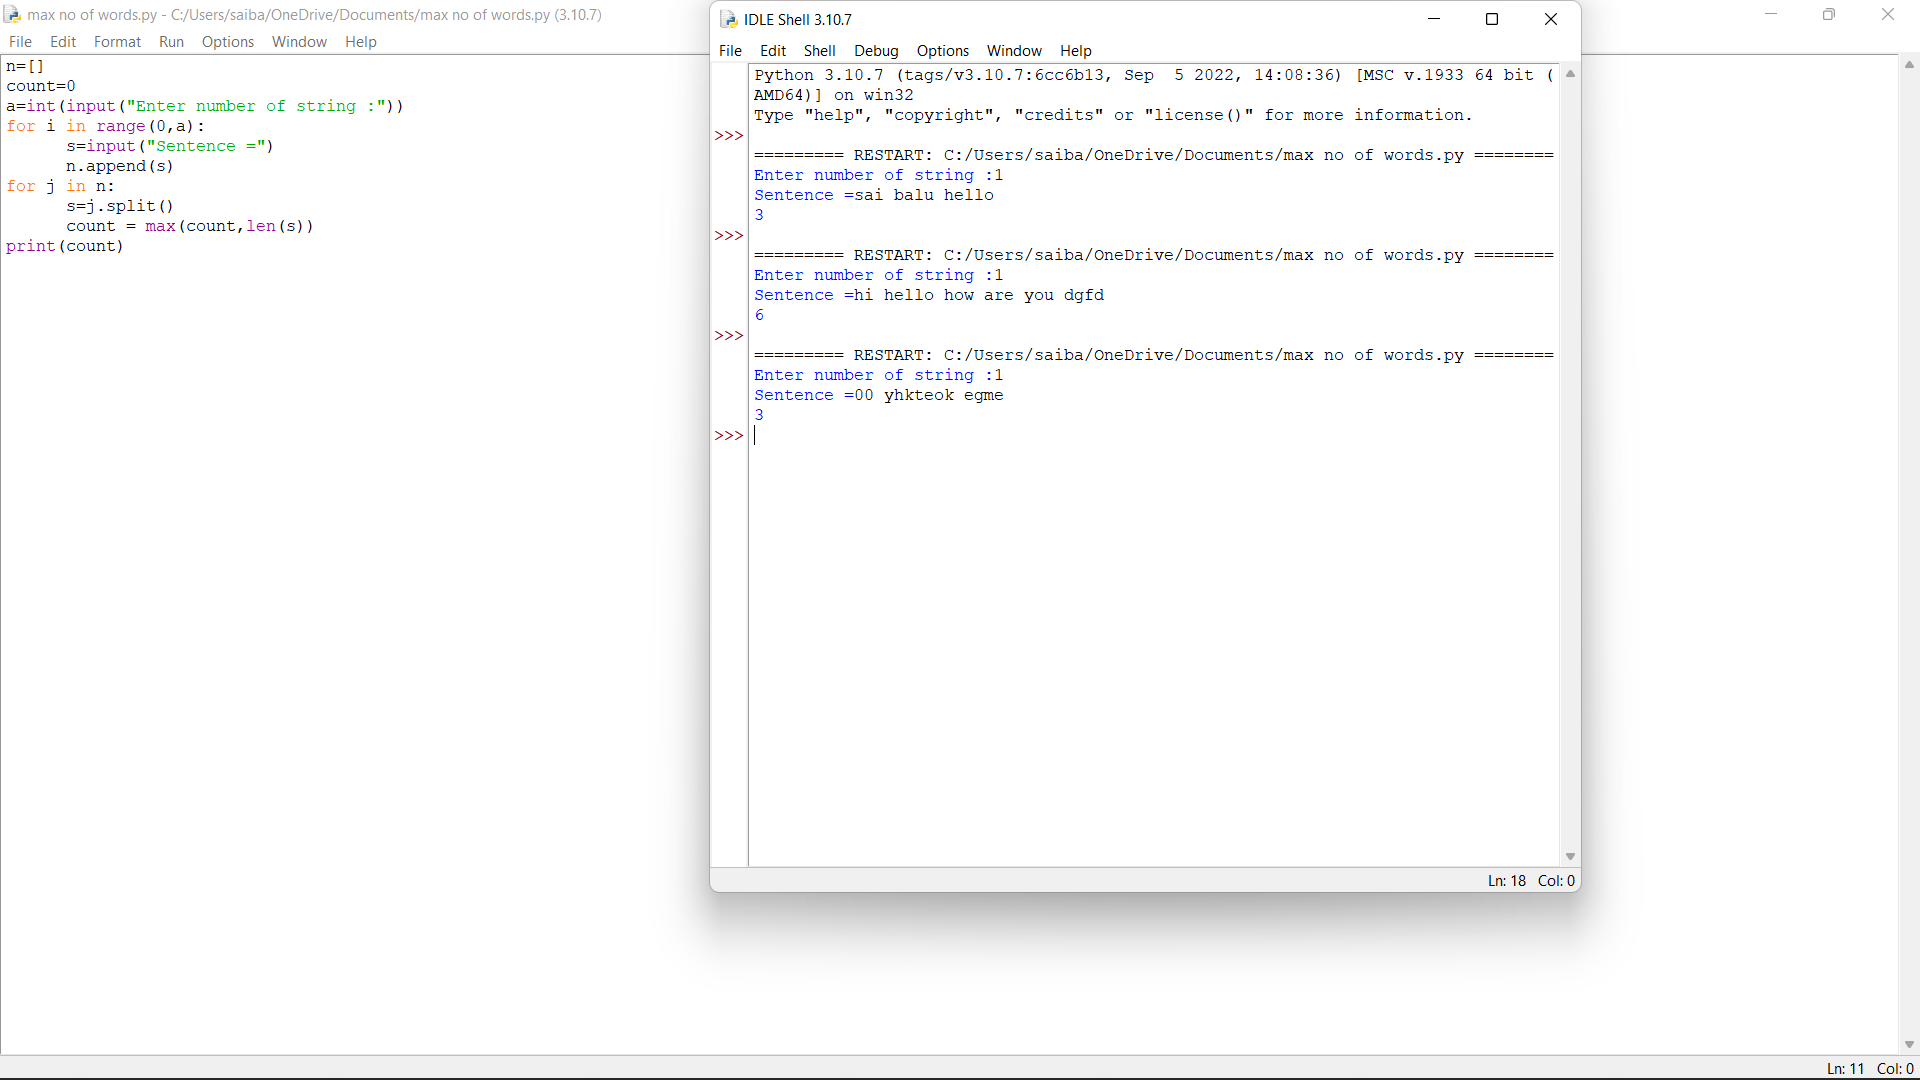 max no of words.py - C:/Users/saiba/OneDrive/Documents/max no of words.py (3.10.7)
File Edit Format Run Options Window Help
n=[]
count=0
a=int(input("Enter number of string :"))
for i in range(0,a):
      s=input("Sentence =")
      n.append(s)
for j in n:
      s=j.split()
      count = max(count,len(s))
print(count)
Ln: 11 Col: 0
IDLE Shell 3.10.7
File Edit Shell Debug Options Window Help
Python 3.10.7 (tags/v3.10.7:6cc6b13, Sep  5 2022, 14:08:36) [MSC v.1933 64 bit (
AMD64)] on win32
Type "help", "copyright", "credits" or "license()" for more information.
>>>
========= RESTART: C:/Users/saiba/OneDrive/Documents/max no of words.py ========
Enter number of string :1
Sentence =sai balu hello
3
>>>
========= RESTART: C:/Users/saiba/OneDrive/Documents/max no of words.py ========
Enter number of string :1
Sentence =hi hello how are you dgfd
6
>>>
========= RESTART: C:/Users/saiba/OneDrive/Documents/max no of words.py ========
Enter number of string :1
Sentence =00 yhkteok egme
3
>>>
Ln: 18 Col: 0